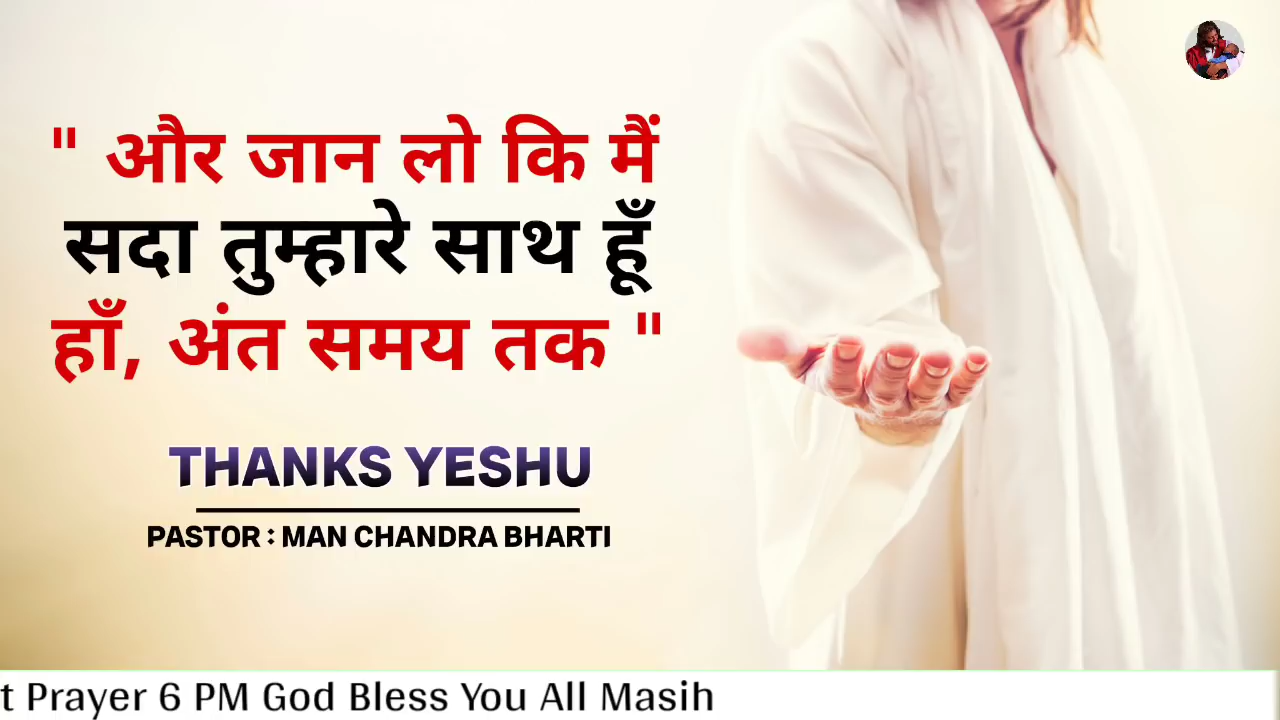 " और जान लो कि मैं
सदा तुम्हारे साथ हूँ
हाँ, अंत समय तक "
THANKS YESHU
PASTOR : MAN CHANDRA BHARTI
t Prayer 6 PM God Bless You All Masih